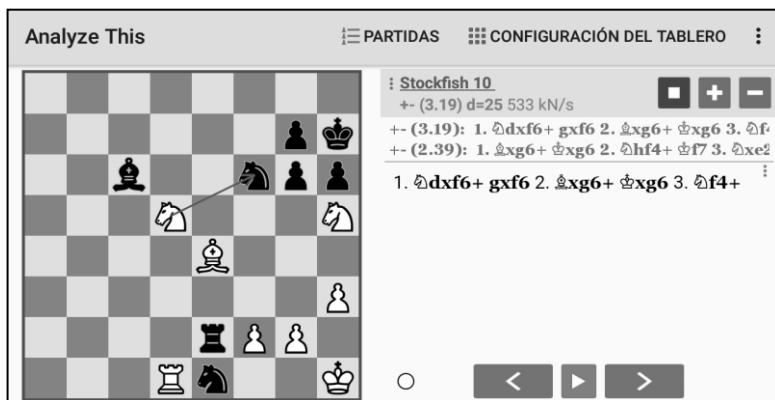 Analyze This PARTIDAS CONFIGURACIÓN DEL TABLERO
Stockfish 10
+- (3.19) d=25 533 kN/s
+- (3.19): 1. ♘dxf6+ gxf6 2. ♗xg6+ ♔xg6 3. ♘f4
+- (2.39): 1. ♗xg6+ ♔xg6 2. ♘hf4+ ♔f7 3. ♘xe2
1. ♘dxf6+ gxf6 2. ♗xg6+ ♔xg6 3. ♘f4+